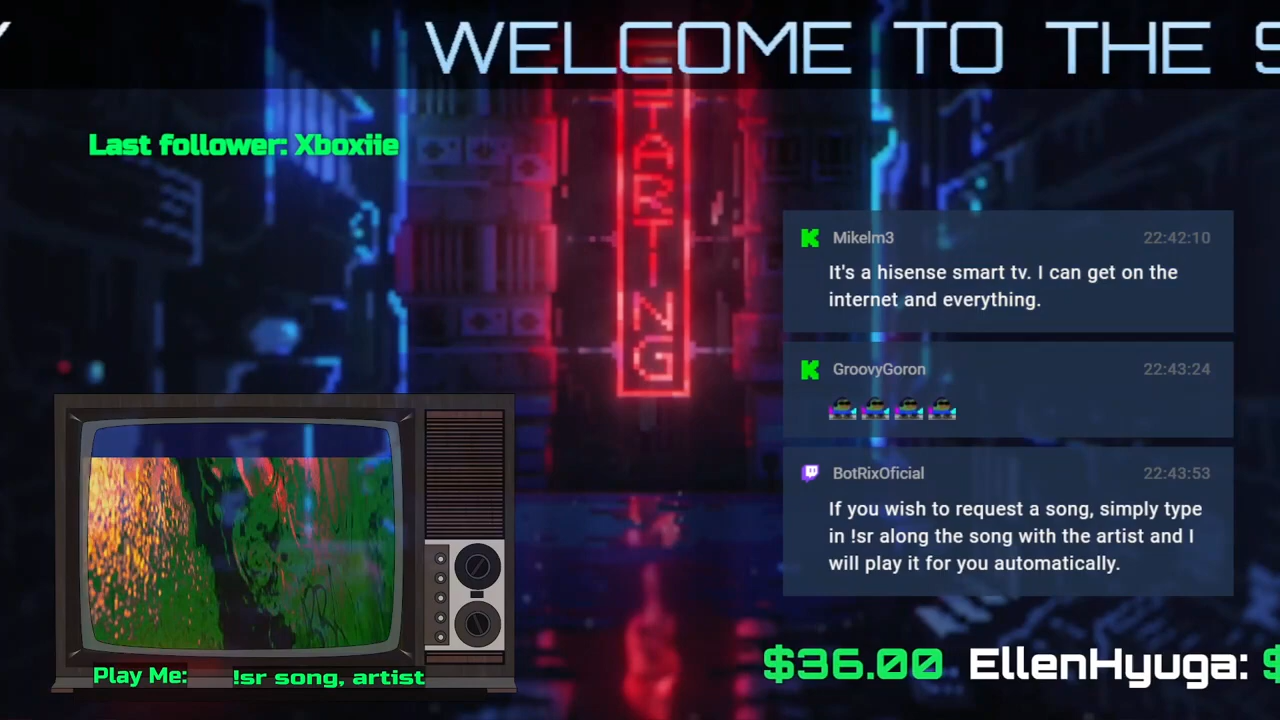 WELCOME TO THE
STARTING
Last follower: Xboxiie
Mikelm3 22:42:10
It's a hisense smart tv. I can get on the
internet and everything.
GroovyGoron 22:43:24
BotRixOficial 22:43:53
If you wish to request a song, simply type
in !sr along the song with the artist and I
will play it for you automatically.
Play Me: !sr song, artist
$36.00 EllenHyuga: $